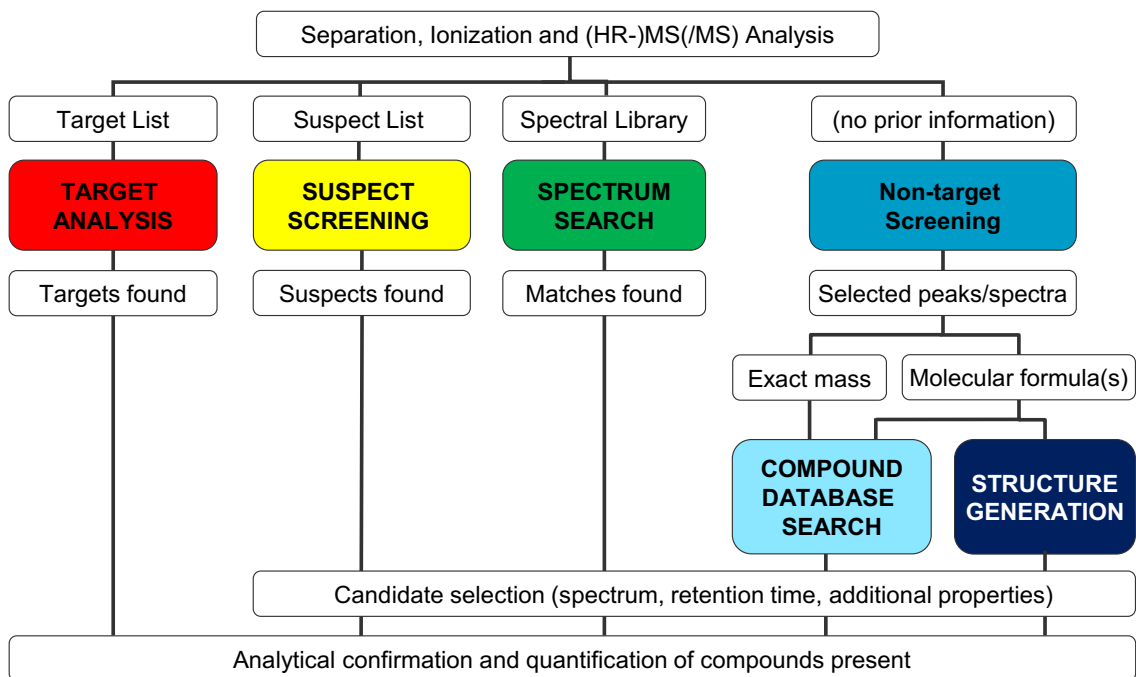 Separation, Ionization and (HR-)MS(/MS) Analysis
Target List
Suspect List
Spectral Library
(no prior information)
TARGET
ANALYSIS
SUSPECT
SCREENING
SPECTRUM
SEARCH
Non-target
Screening
Targets found
Suspects found
Matches found
Selected peaks/spectra
Exact mass
Molecular formula(s)
COMPOUND
DATABASE
SEARCH
STRUCTURE
GENERATION
Candidate selection (spectrum, retention time, additional properties)
Analytical confirmation and quantification of compounds present